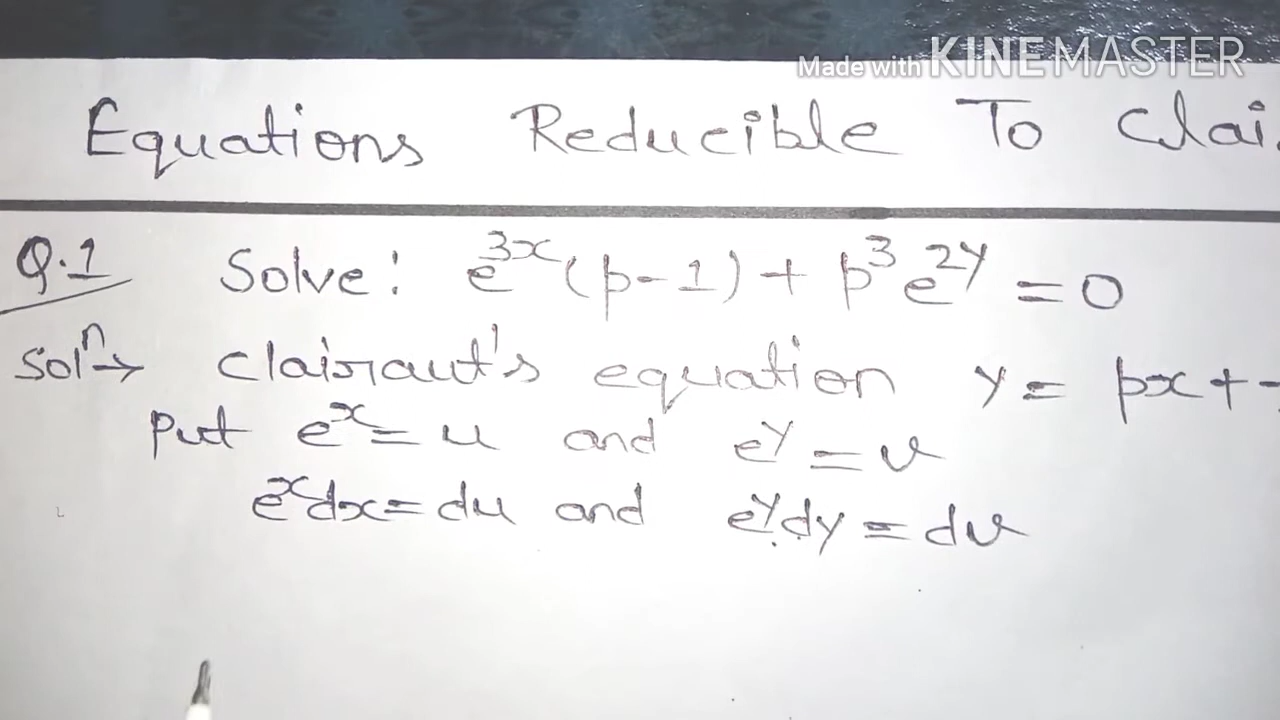 Made with KINEMASTER
Equations Reducible To Clai
Q.1 Solve: e^{3x}(p-1) + p^3 e^{2y} = 0
Sol^n → Clairaut's equation y = px +
Put e^x = u and e^y = v
e^x dx = du and e^y dy = dv